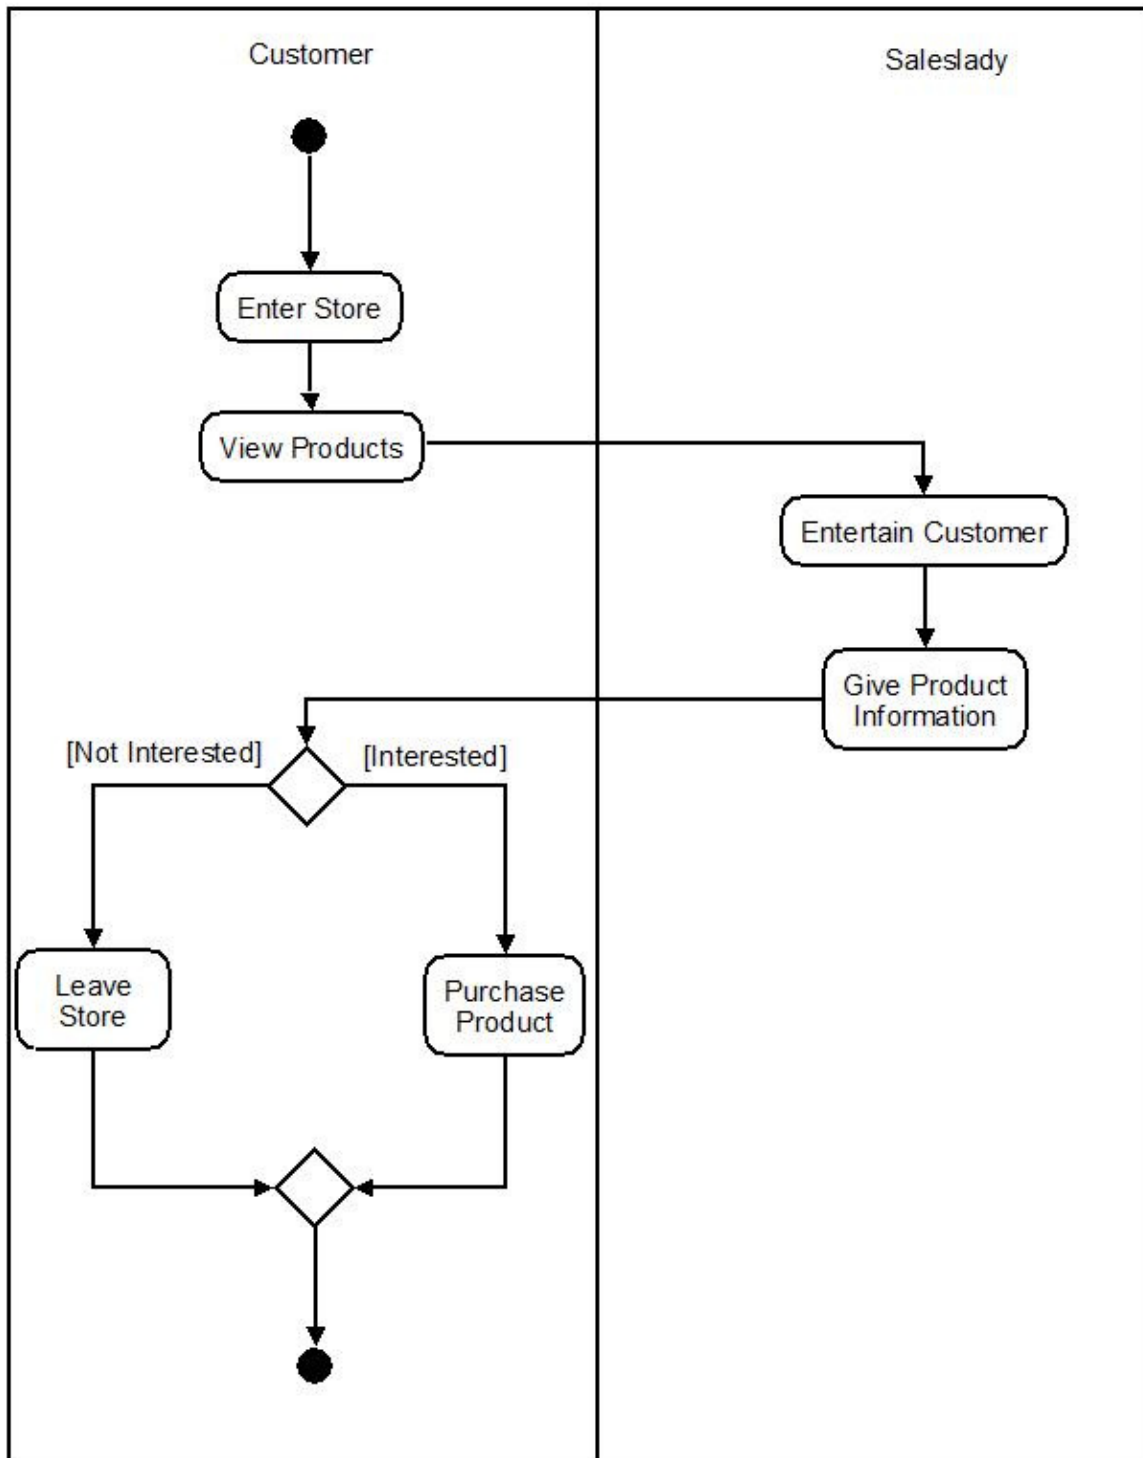 Customer
Saleslady
Enter Store
View Products
Entertain Customer
Give Product
Information
[Not Interested]
[Interested]
Leave
Store
Purchase
Product